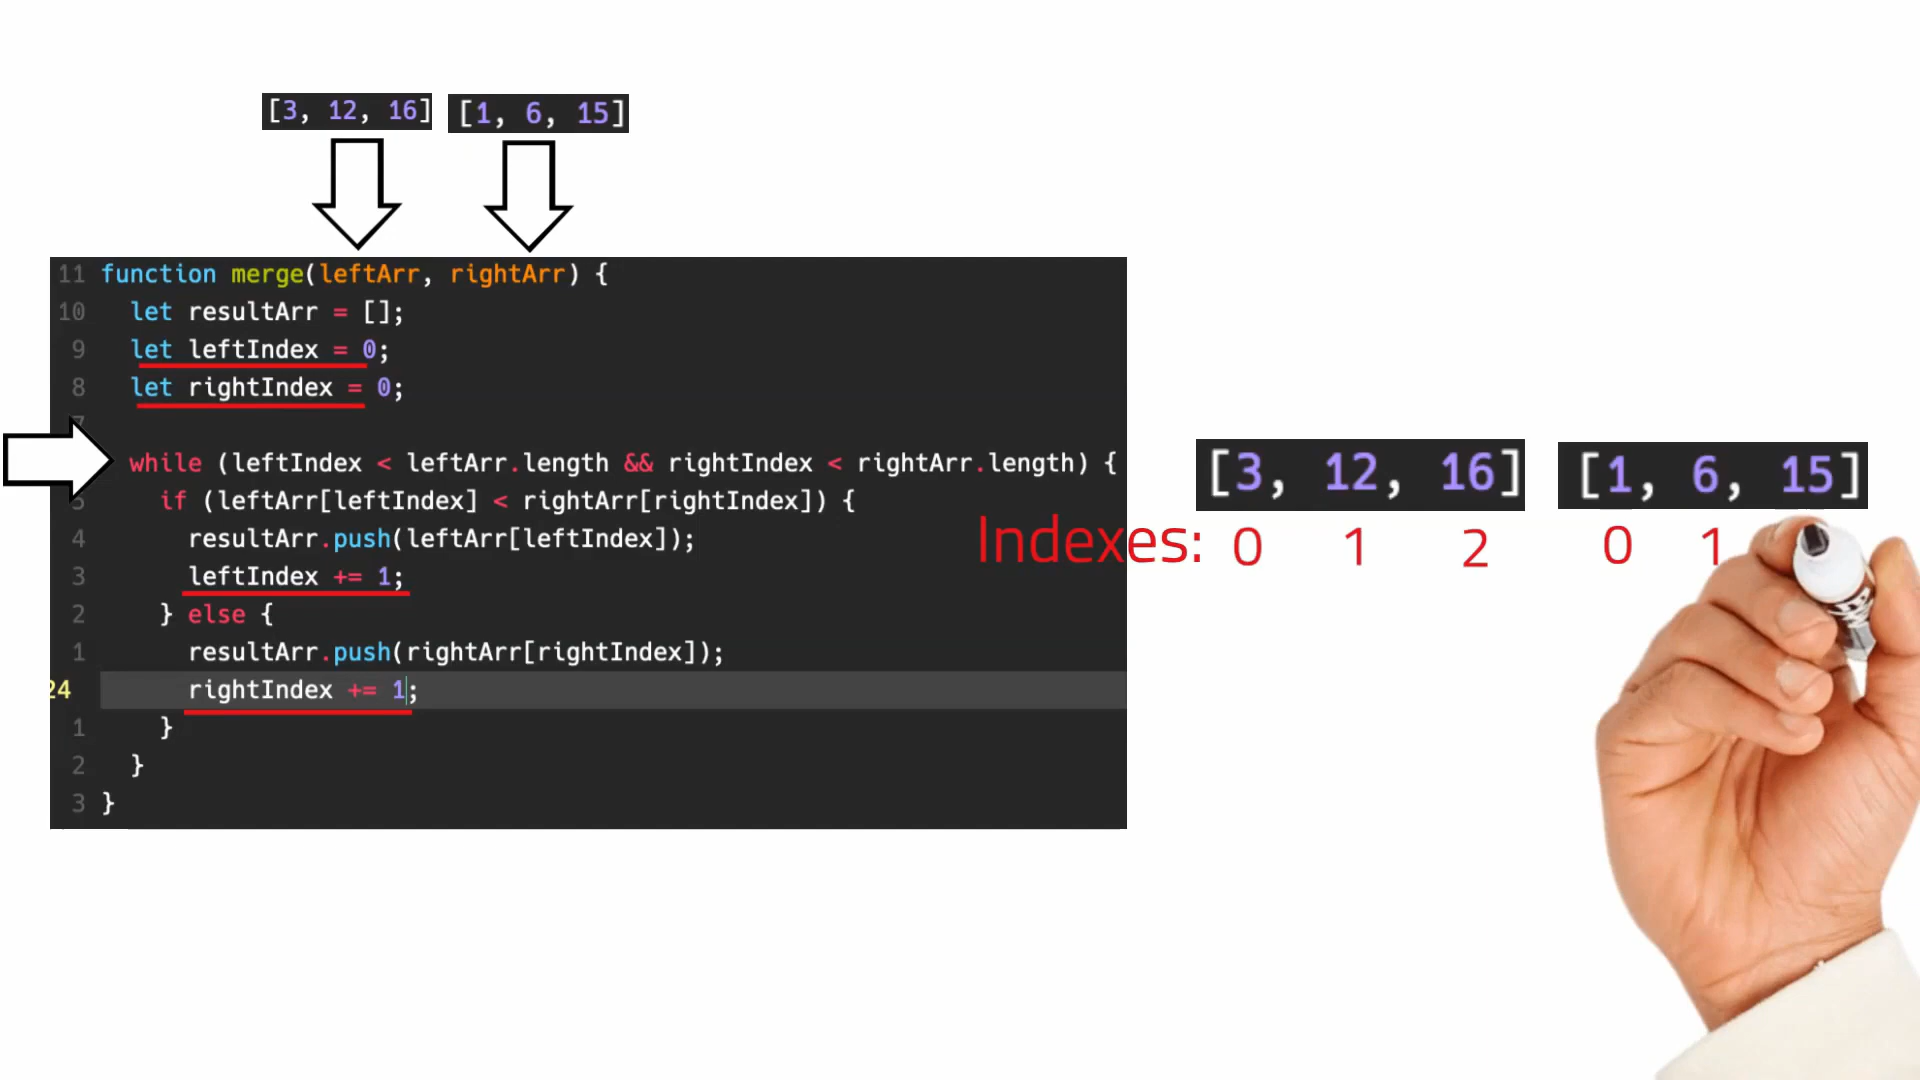 [3, 12, 16] [1, 6, 15]
11 function merge(leftArr, rightArr) {
10 let resultArr = [];
9 let leftIndex = 0;
8 let rightIndex = 0;
7
while (leftIndex < leftArr.length && rightIndex < rightArr.length) {
5 if (leftArr[leftIndex] < rightArr[rightIndex]) {
4 resultArr.push(leftArr[leftIndex]);
3 leftIndex += 1;
2 } else {
1 resultArr.push(rightArr[rightIndex]);
24 rightIndex += 1;
1 }
2 }
3 }
[3, 12, 16] [1, 6, 15]
Indexes: 0 1 2 0 1